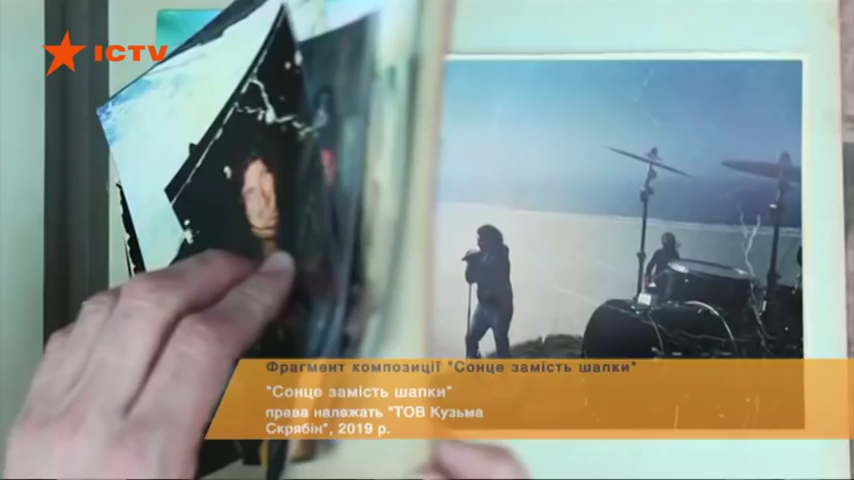 ICTV
Фрагмент композиції "Сонце замість шапки"
"Сонце замість шапки"
права належать "ТОВ Кузьма
Скрябін", 2019 р.